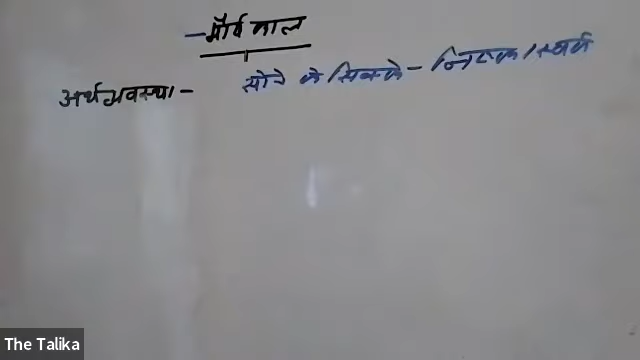 - मौर्य काल
अर्थव्यवस्था - सोने के सिक्के - निष्क / स्वर्ण
The Talika